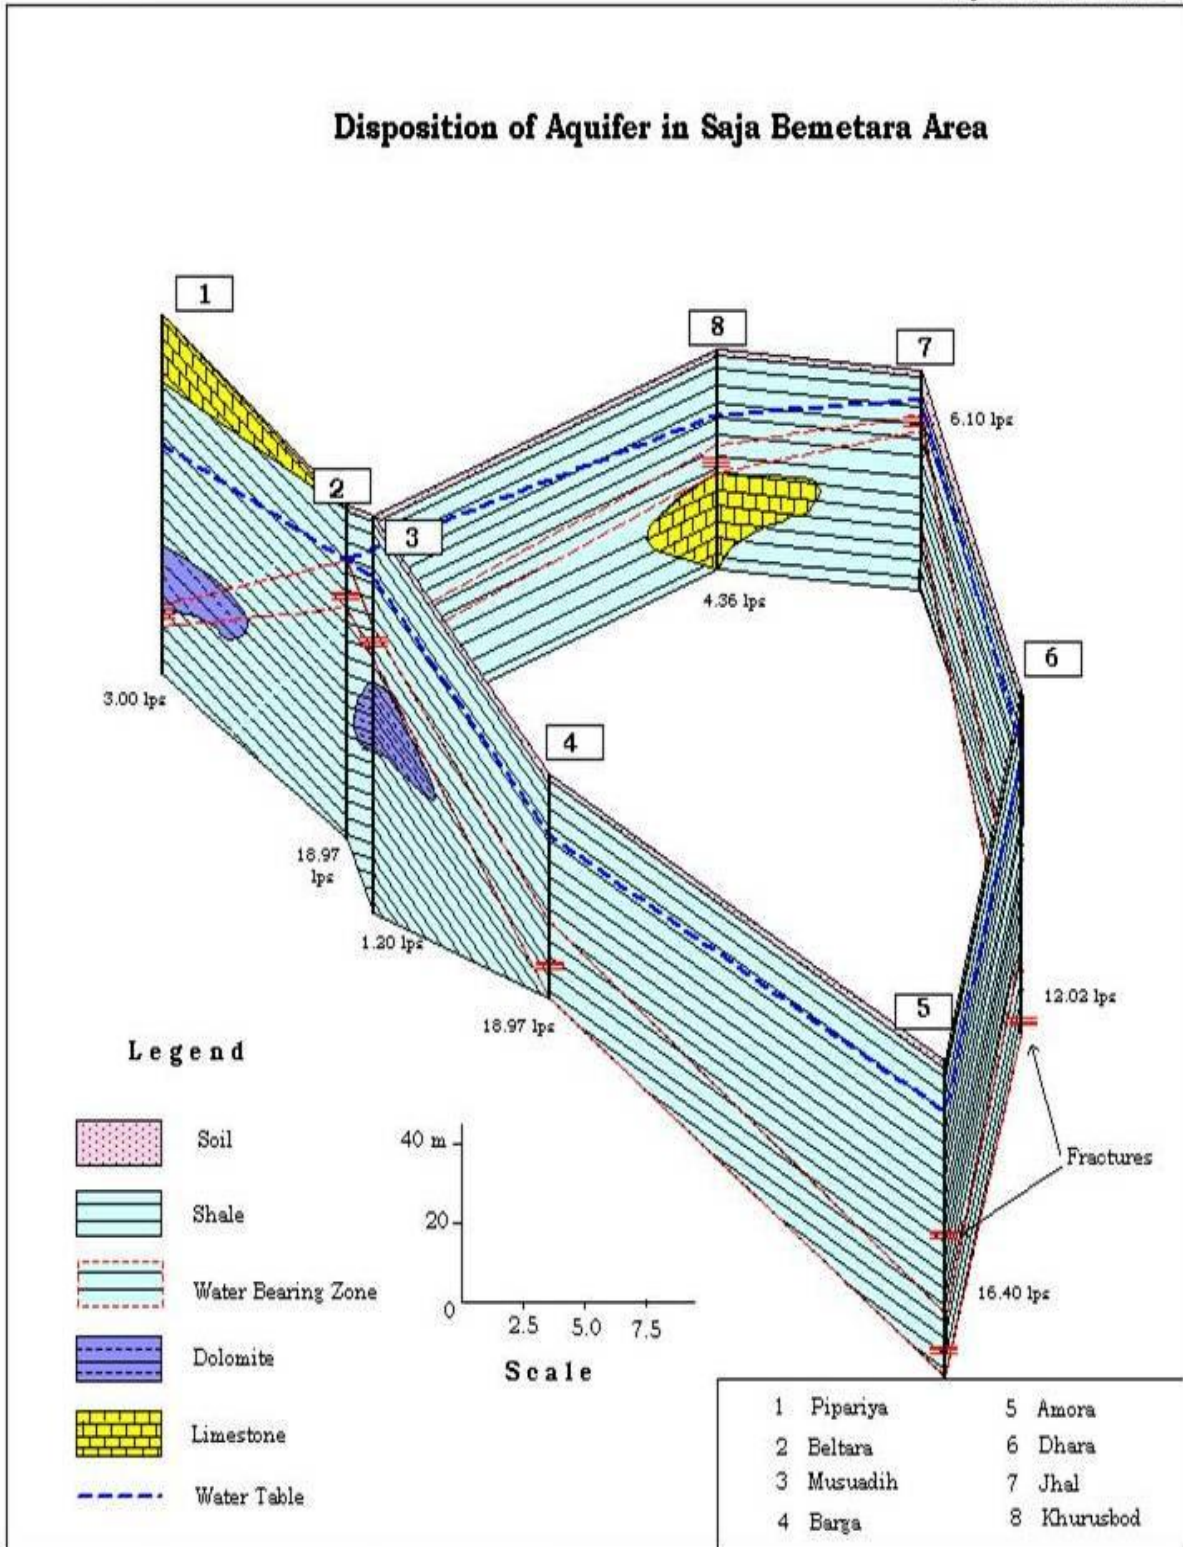 Disposition of Aquifer in Saja Bemetara Area
1
8
7
6.10 lps
2
3
4.36 lps
6
3.00 lps
4
18.97
lps
1.20 lps
18.97 lps
5
12.02 lps
Fractures
16.40 lps
Legend
Soil
Shale
Water Bearing Zone
Dolomite
Limestone
Water Table
40 m
20
0
2.5 5.0 7.5
Scale
1 Pipariya
2 Beltara
3 Musuadih
4 Barga
5 Amora
6 Dhara
7 Jhal
8 Khurusbod